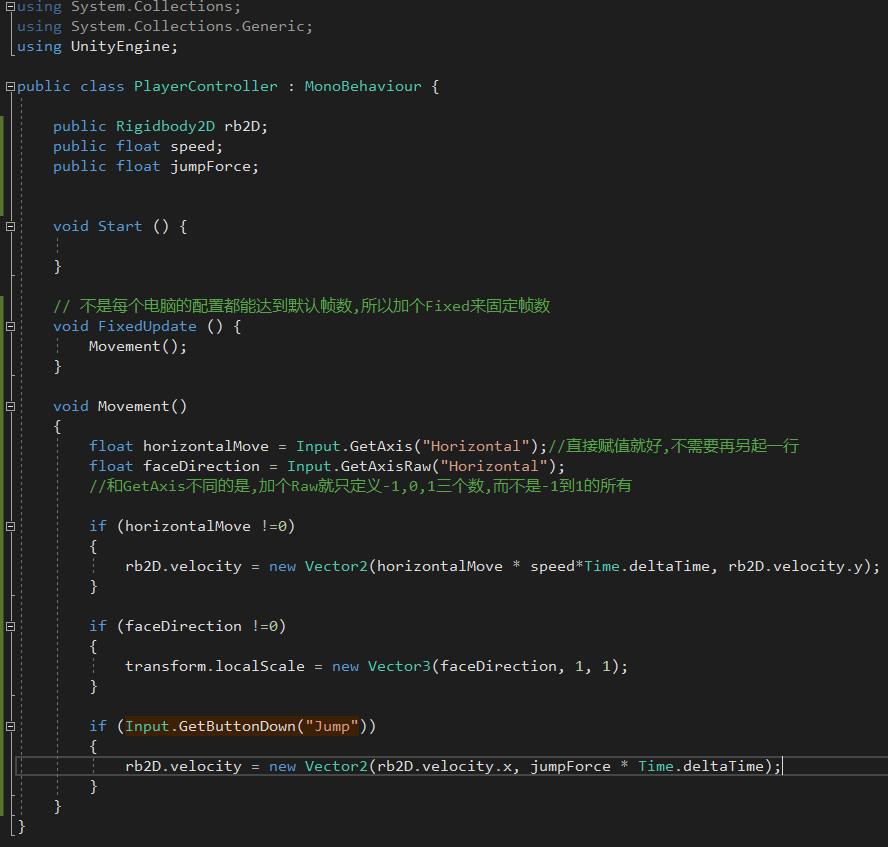 using System.Collections;
using System.Collections.Generic;
using UnityEngine;
public class PlayerController : MonoBehaviour {
public Rigidbody2D rb2D;
public float speed;
public float jumpForce;
void Start () {
}
// 不是每个电脑的配置都能达到默认帧数,所以加个Fixed来固定帧数
void FixedUpdate () {
Movement();
}
void Movement()
{
float horizontalMove = Input.GetAxis("Horizontal");//直接赋值就好,不需要再另起一行
float faceDirection = Input.GetAxisRaw("Horizontal");
//和GetAxis不同的是,加个Raw就只定义-1,0,1三个数,而不是-1到1的所有
if (horizontalMove !=0)
{
rb2D.velocity = new Vector2(horizontalMove * speed*Time.deltaTime, rb2D.velocity.y);
}
if (faceDirection !=0)
{
transform.localScale = new Vector3(faceDirection, 1, 1);
}
if (Input.GetButtonDown("Jump"))
{
rb2D.velocity = new Vector2(rb2D.velocity.x, jumpForce * Time.deltaTime);
}
}
}